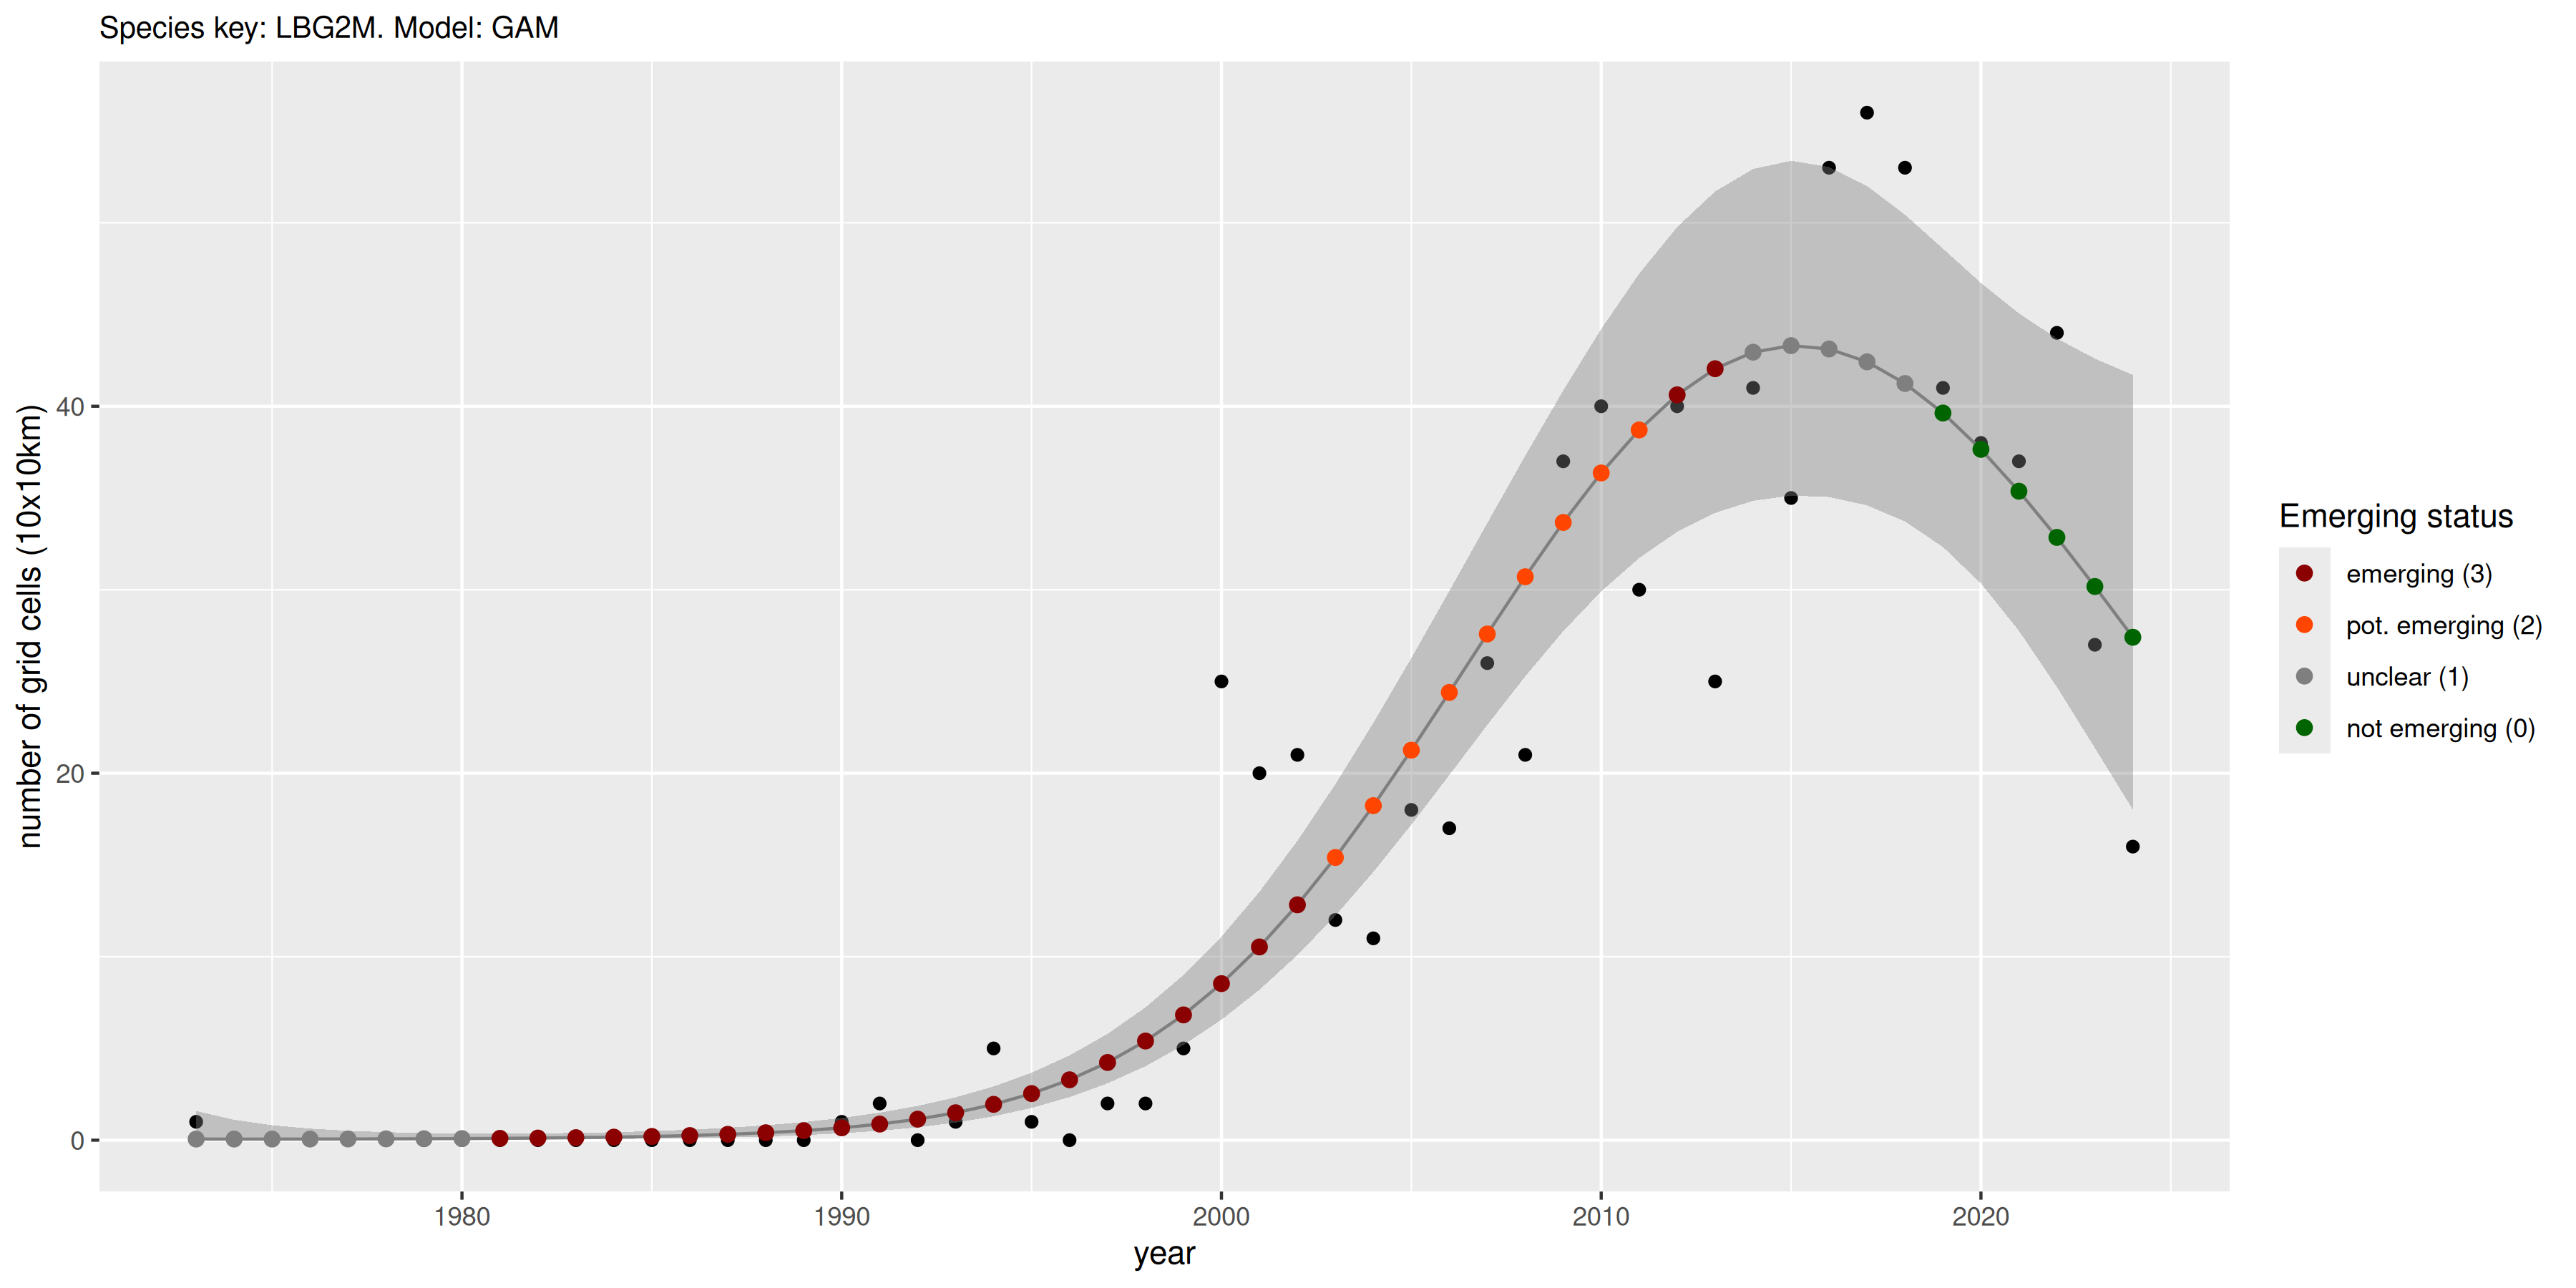 Species key: LBG2M. Model: GAM
number of grid cells (10x10km)
40
20
0
1980
1990
2000
2010
2020
year
Emerging status
emerging (3)
pot. emerging (2)
unclear (1)
not emerging (0)